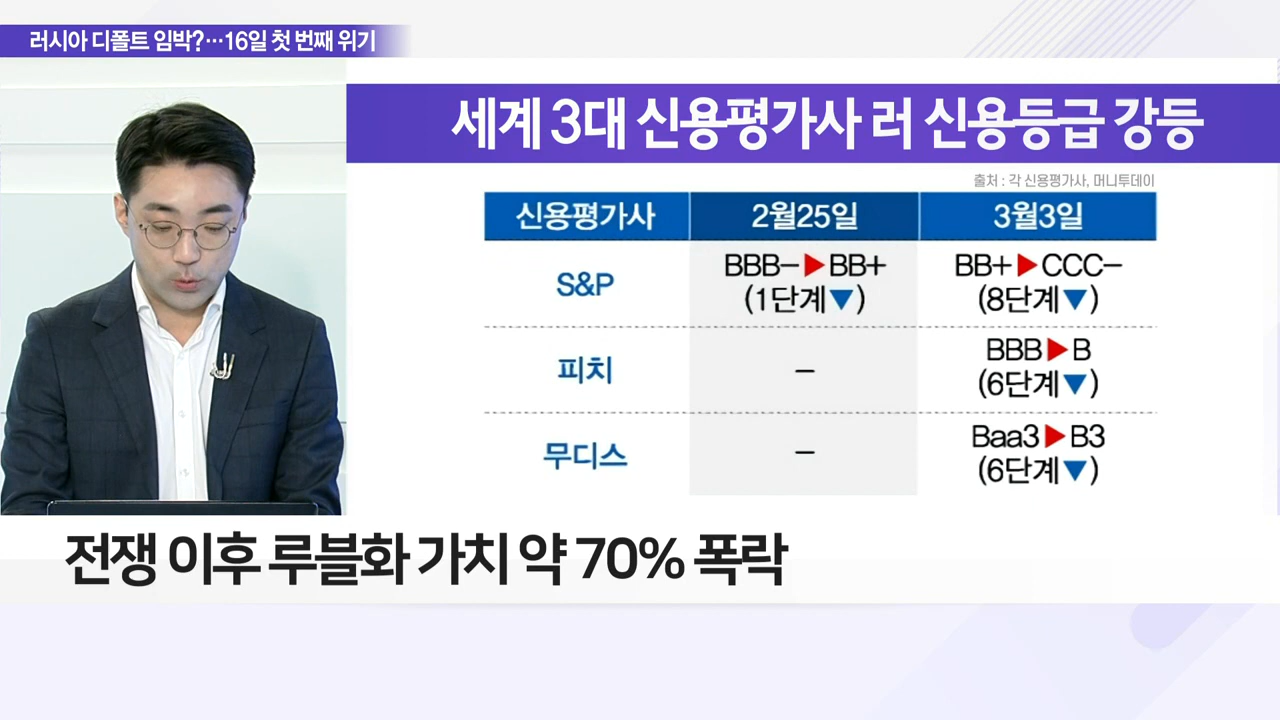 러시아 디폴트 임박?…16일 첫 번째 위기
세계 3대 신용평가사 러 신용등급 강등
출처 : 각 신용평가사, 머니투데이
신용평가사 2월25일 3월3일
S&P BBB-▶BB+ (1단계▼) BB+▶CCC- (8단계▼)
피치 - BBB▶B (6단계▼)
무디스 - Baa3▶B3 (6단계▼)
전쟁 이후 루블화 가치 약 70% 폭락